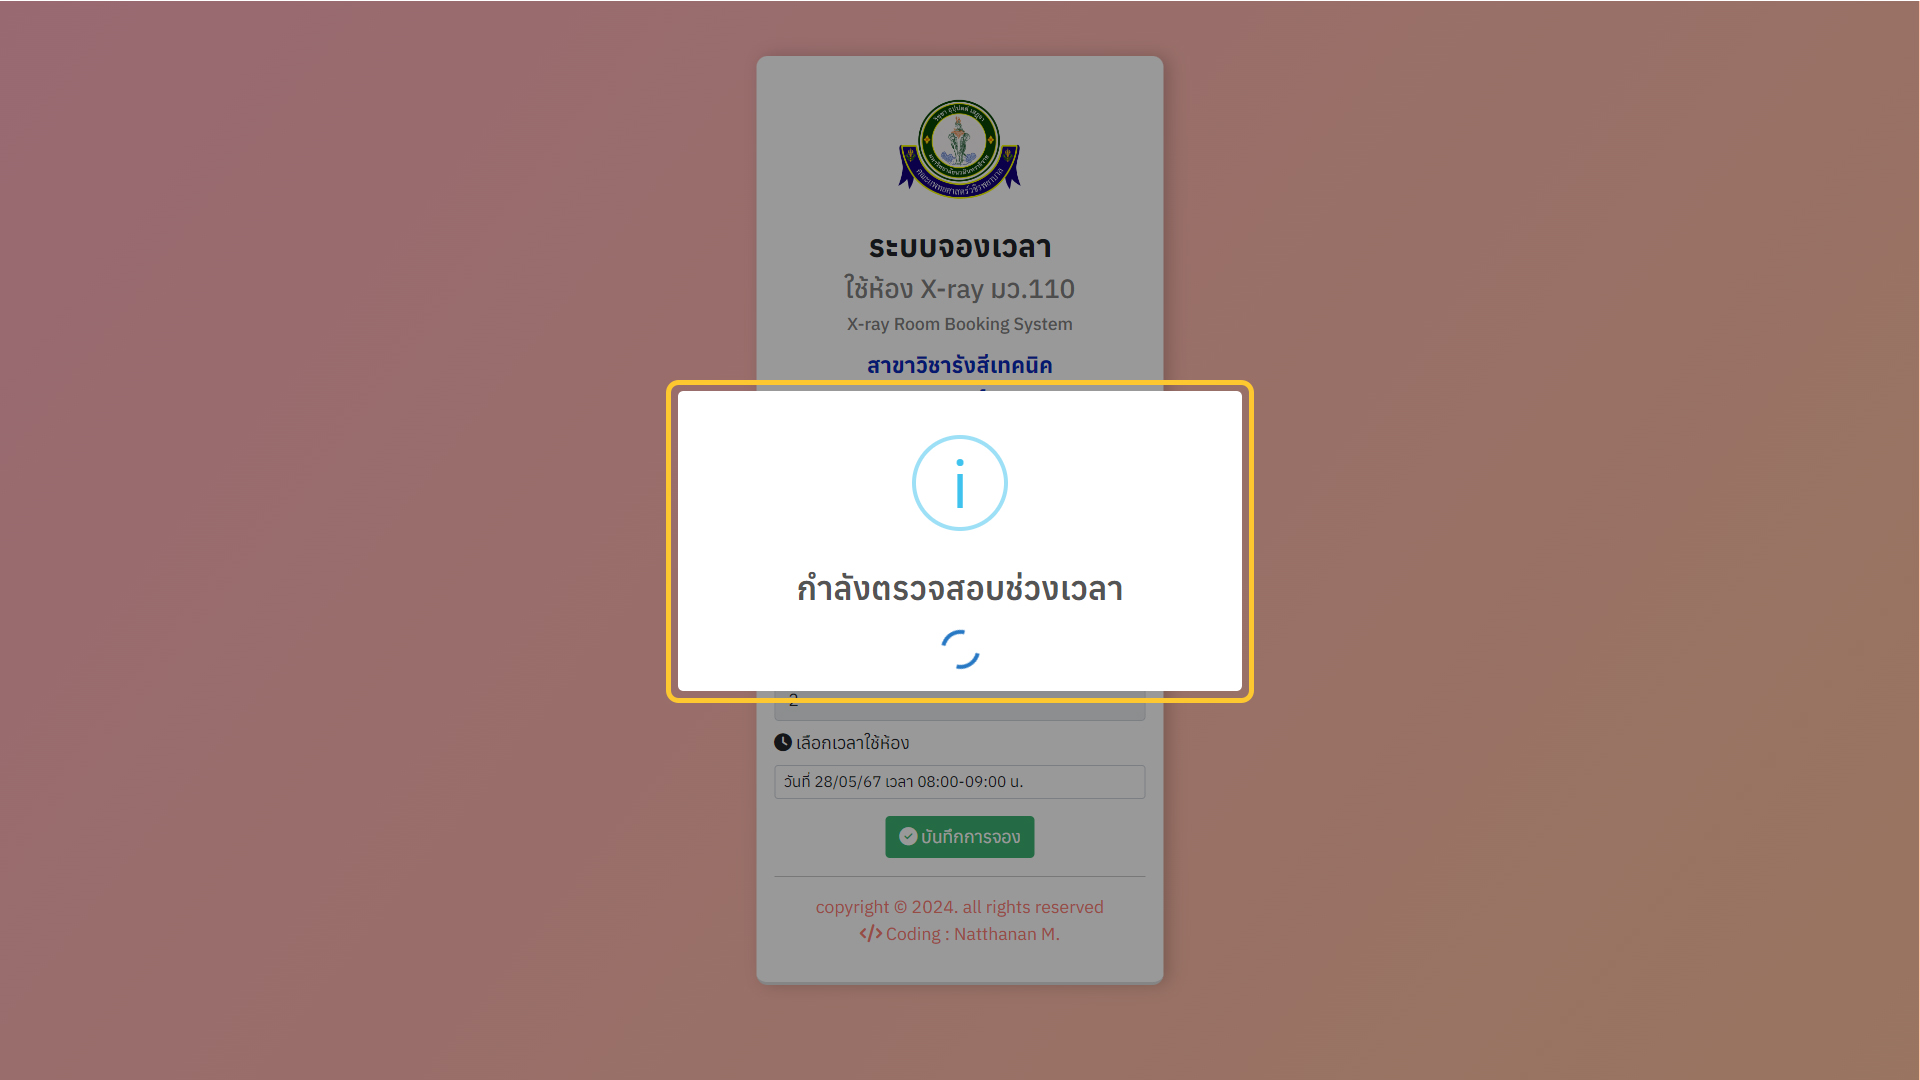 ระบบจองเวลา
ใช้ห้อง X-ray มว.110
X-ray Room Booking System
สาขาวิชารังสีเทคนิค
กำลังตรวจสอบช่วงเวลา
2
เลือกเวลาใช้ห้อง
วันที่ 28/05/67 เวลา 08:00-09:00 น.
บันทึกการจอง
copyright © 2024. all rights reserved
</> Coding : Natthanan M.